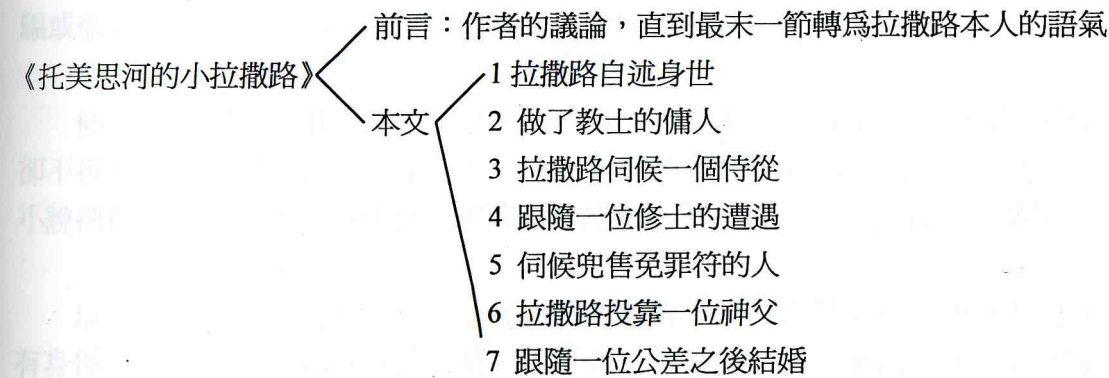 前言：作者的議論，直到最末一節轉爲拉撒路本人的語氣
《托美思河的小拉撒路》
1 拉撒路自述身世
本文
2 做了教士的傭人
3 拉撒路伺候一個侍從
4 跟隨一位修士的遭遇
5 伺候兜售免罪符的人
6 拉撒路投靠一位神父
7 跟隨一位公差之後結婚